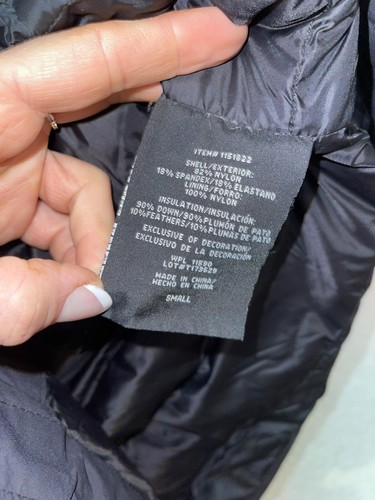 ITEM# 1151822
SHELL/EXTERIOR:
82% NYLON
18% SPANDEX/18% ELASTANO
LINING/FORRO:
100% NYLON
INSULATION/INSULACIÓN:
90% DOWN/90% PLUMÓN DE PATO
10% FEATHERS/10% PLUMAS DE PATO
EXCLUSIVE OF DECORATION/
EXCLUSIVO DE LA DECORACIÓN
WPL 11590
LOT#T173629
MADE IN CHINA/
HECHO EN CHINA
SMALL